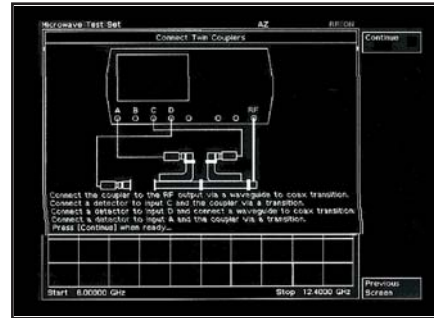 Microwave Test Set AZ
Connect Twin Couplers
Continue
A B C D RF
Connect the coupler to the RF output via a waveguide to coax transition.
Connect a detector to input C and the coupler via a transition.
Connect a detector to input D and connect a waveguide to coax transition.
Connect a detector to input A and the coupler via a transition.
Press [Continue] when ready...
Start 6.00000 GHz Stop 12.4000 GHz
Previous
Screen